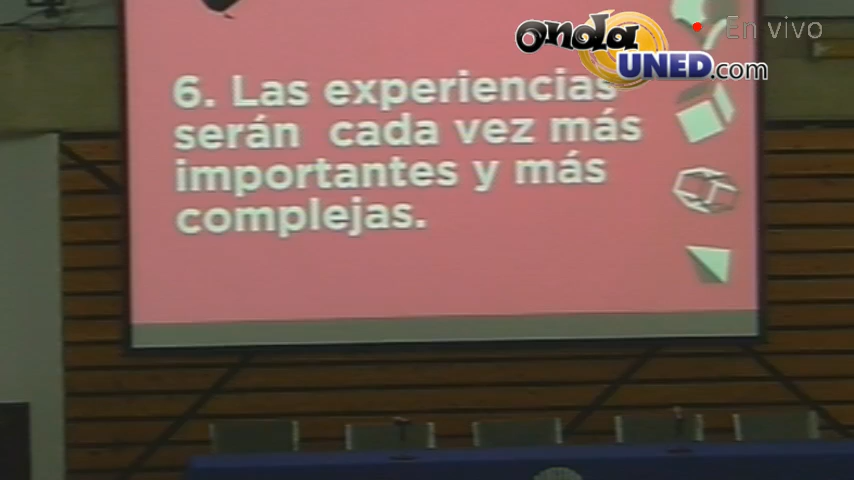 onda
UNED.com
En vivo
6. Las experiencias
serán cada vez más
importantes y más
complejas.